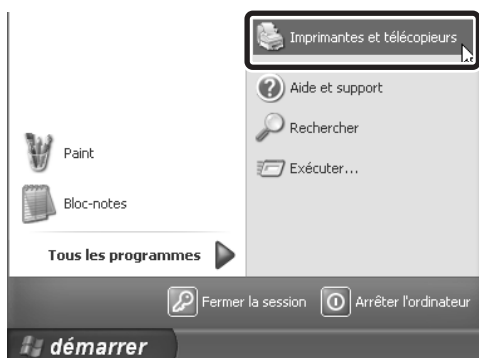 Imprimantes et télécopieurs
Aide et support
Rechercher
Exécuter...
Paint
Bloc-notes
Tous les programmes
Fermer la session
Arrêter l'ordinateur
démarrer